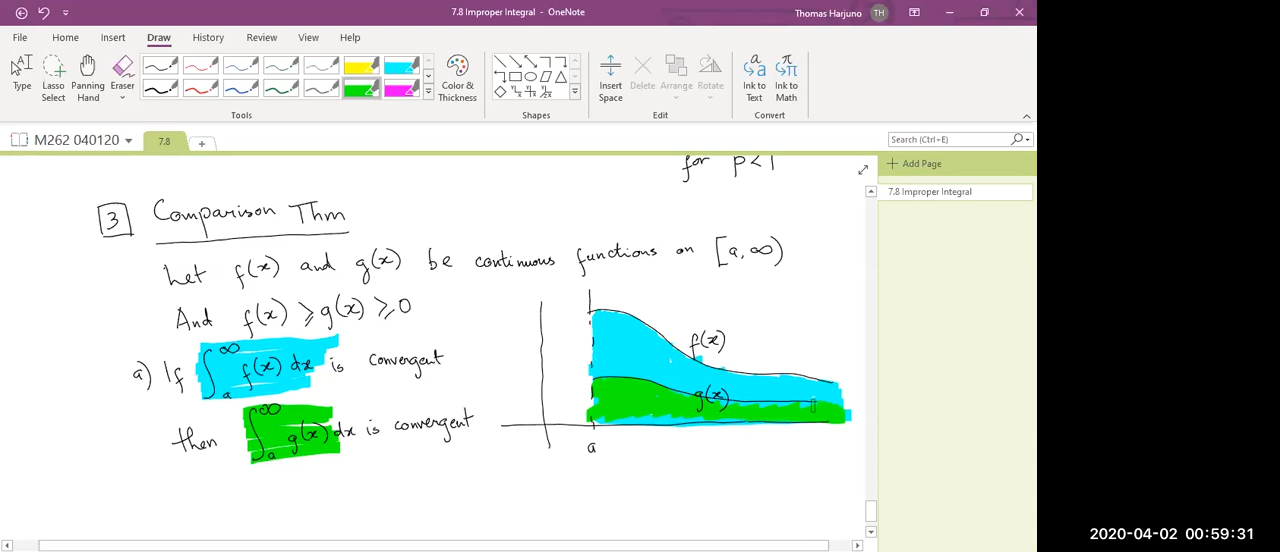 7.8 Improper Integral - OneNote
Thomas Harjuno TH
File Home Insert Draw History Review View Help
Type Lasso Select Panning Hand Eraser Color & Thickness Insert Space Delete Arrange Rotate Ink to Text Ink to Math
Tools Shapes Edit Convert
M262 040120 7.8 Search (Ctrl+E)
Add Page
7.8 Improper Integral
for p < 1
3 Comparison Thm
Let f(x) and g(x) be continuous functions on [a, ∞)
And f(x) ≥ g(x) ≥ 0
a) If ∫_a^∞ f(x) dx is convergent
then ∫_a^∞ g(x) dx is convergent
f(x)
g(x)
a
2020-04-02 00:59:31